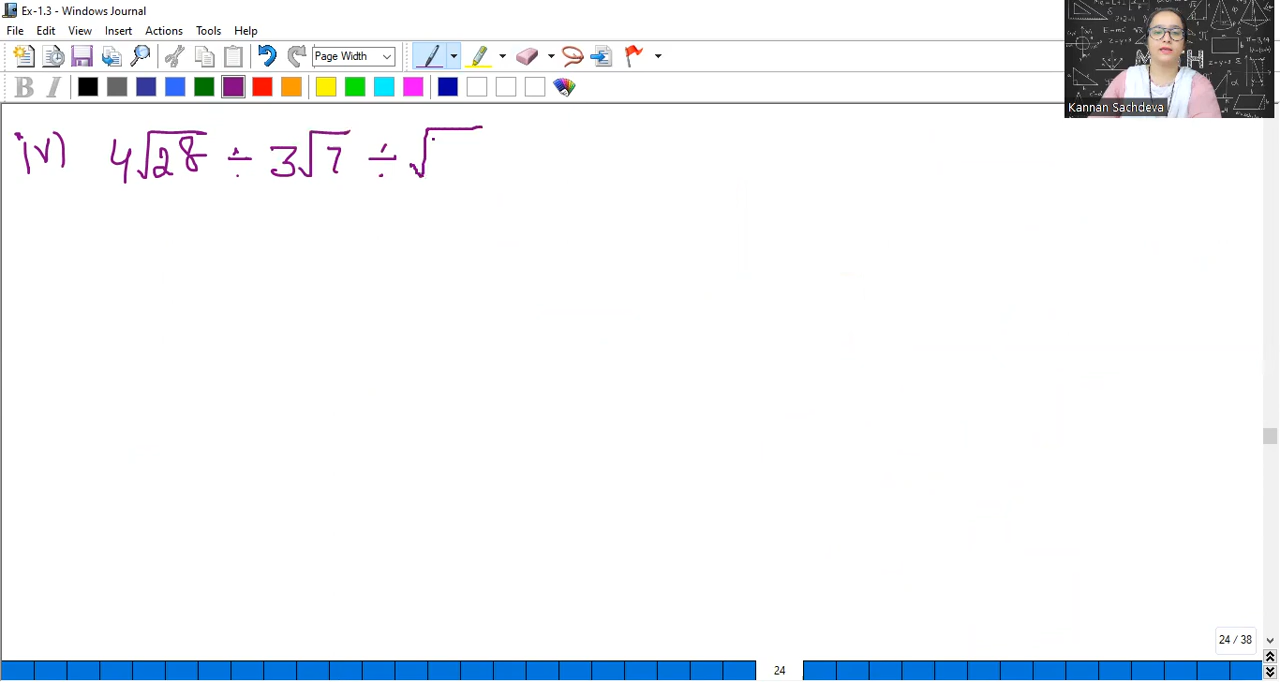 Ex-1.3 - Windows Journal
File Edit View Insert Actions Tools Help
Page Width
B I
Kannan Sachdeva
iv) 4√28 ÷ 3√7 ÷ √
24 / 38
24